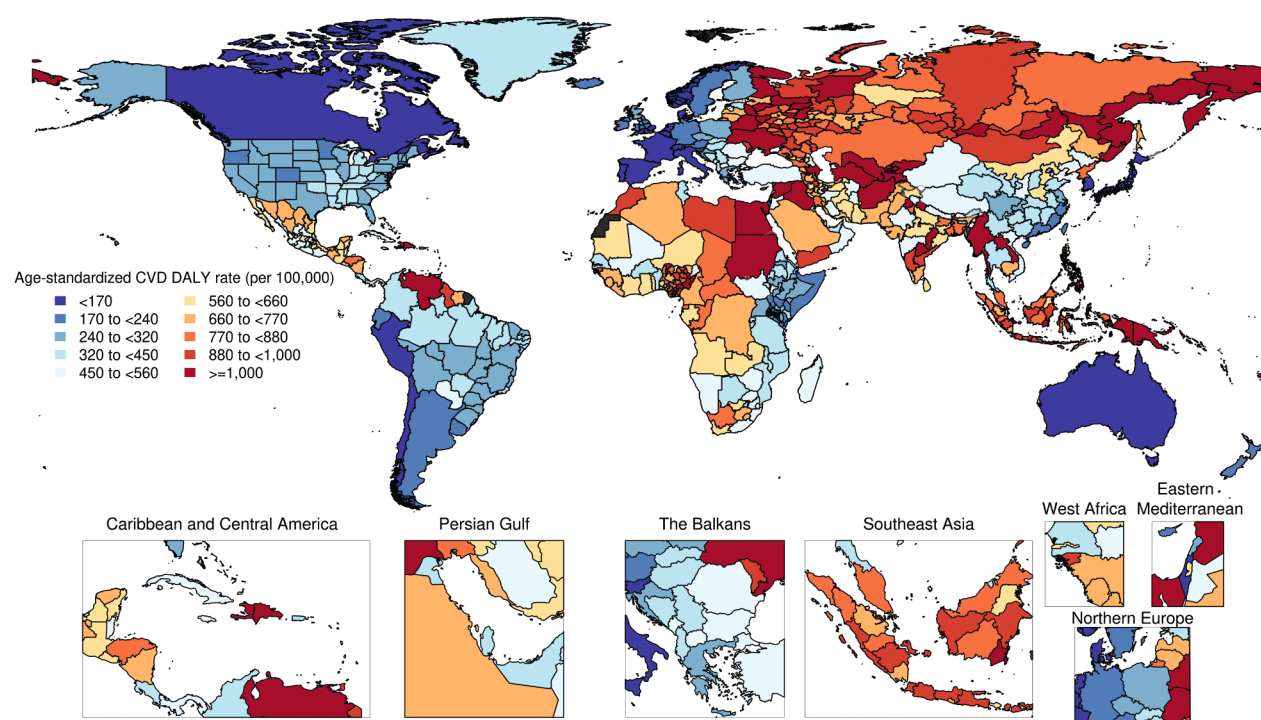 Age-standardized CVD DALY rate (per 100,000)
<170
170 to <240
240 to <320
320 to <450
450 to <560
560 to <660
660 to <770
770 to <880
880 to <1,000
>=1,000
Caribbean and Central America
Persian Gulf
The Balkans
Southeast Asia
West Africa
Eastern
Mediterranean
Northern Europe